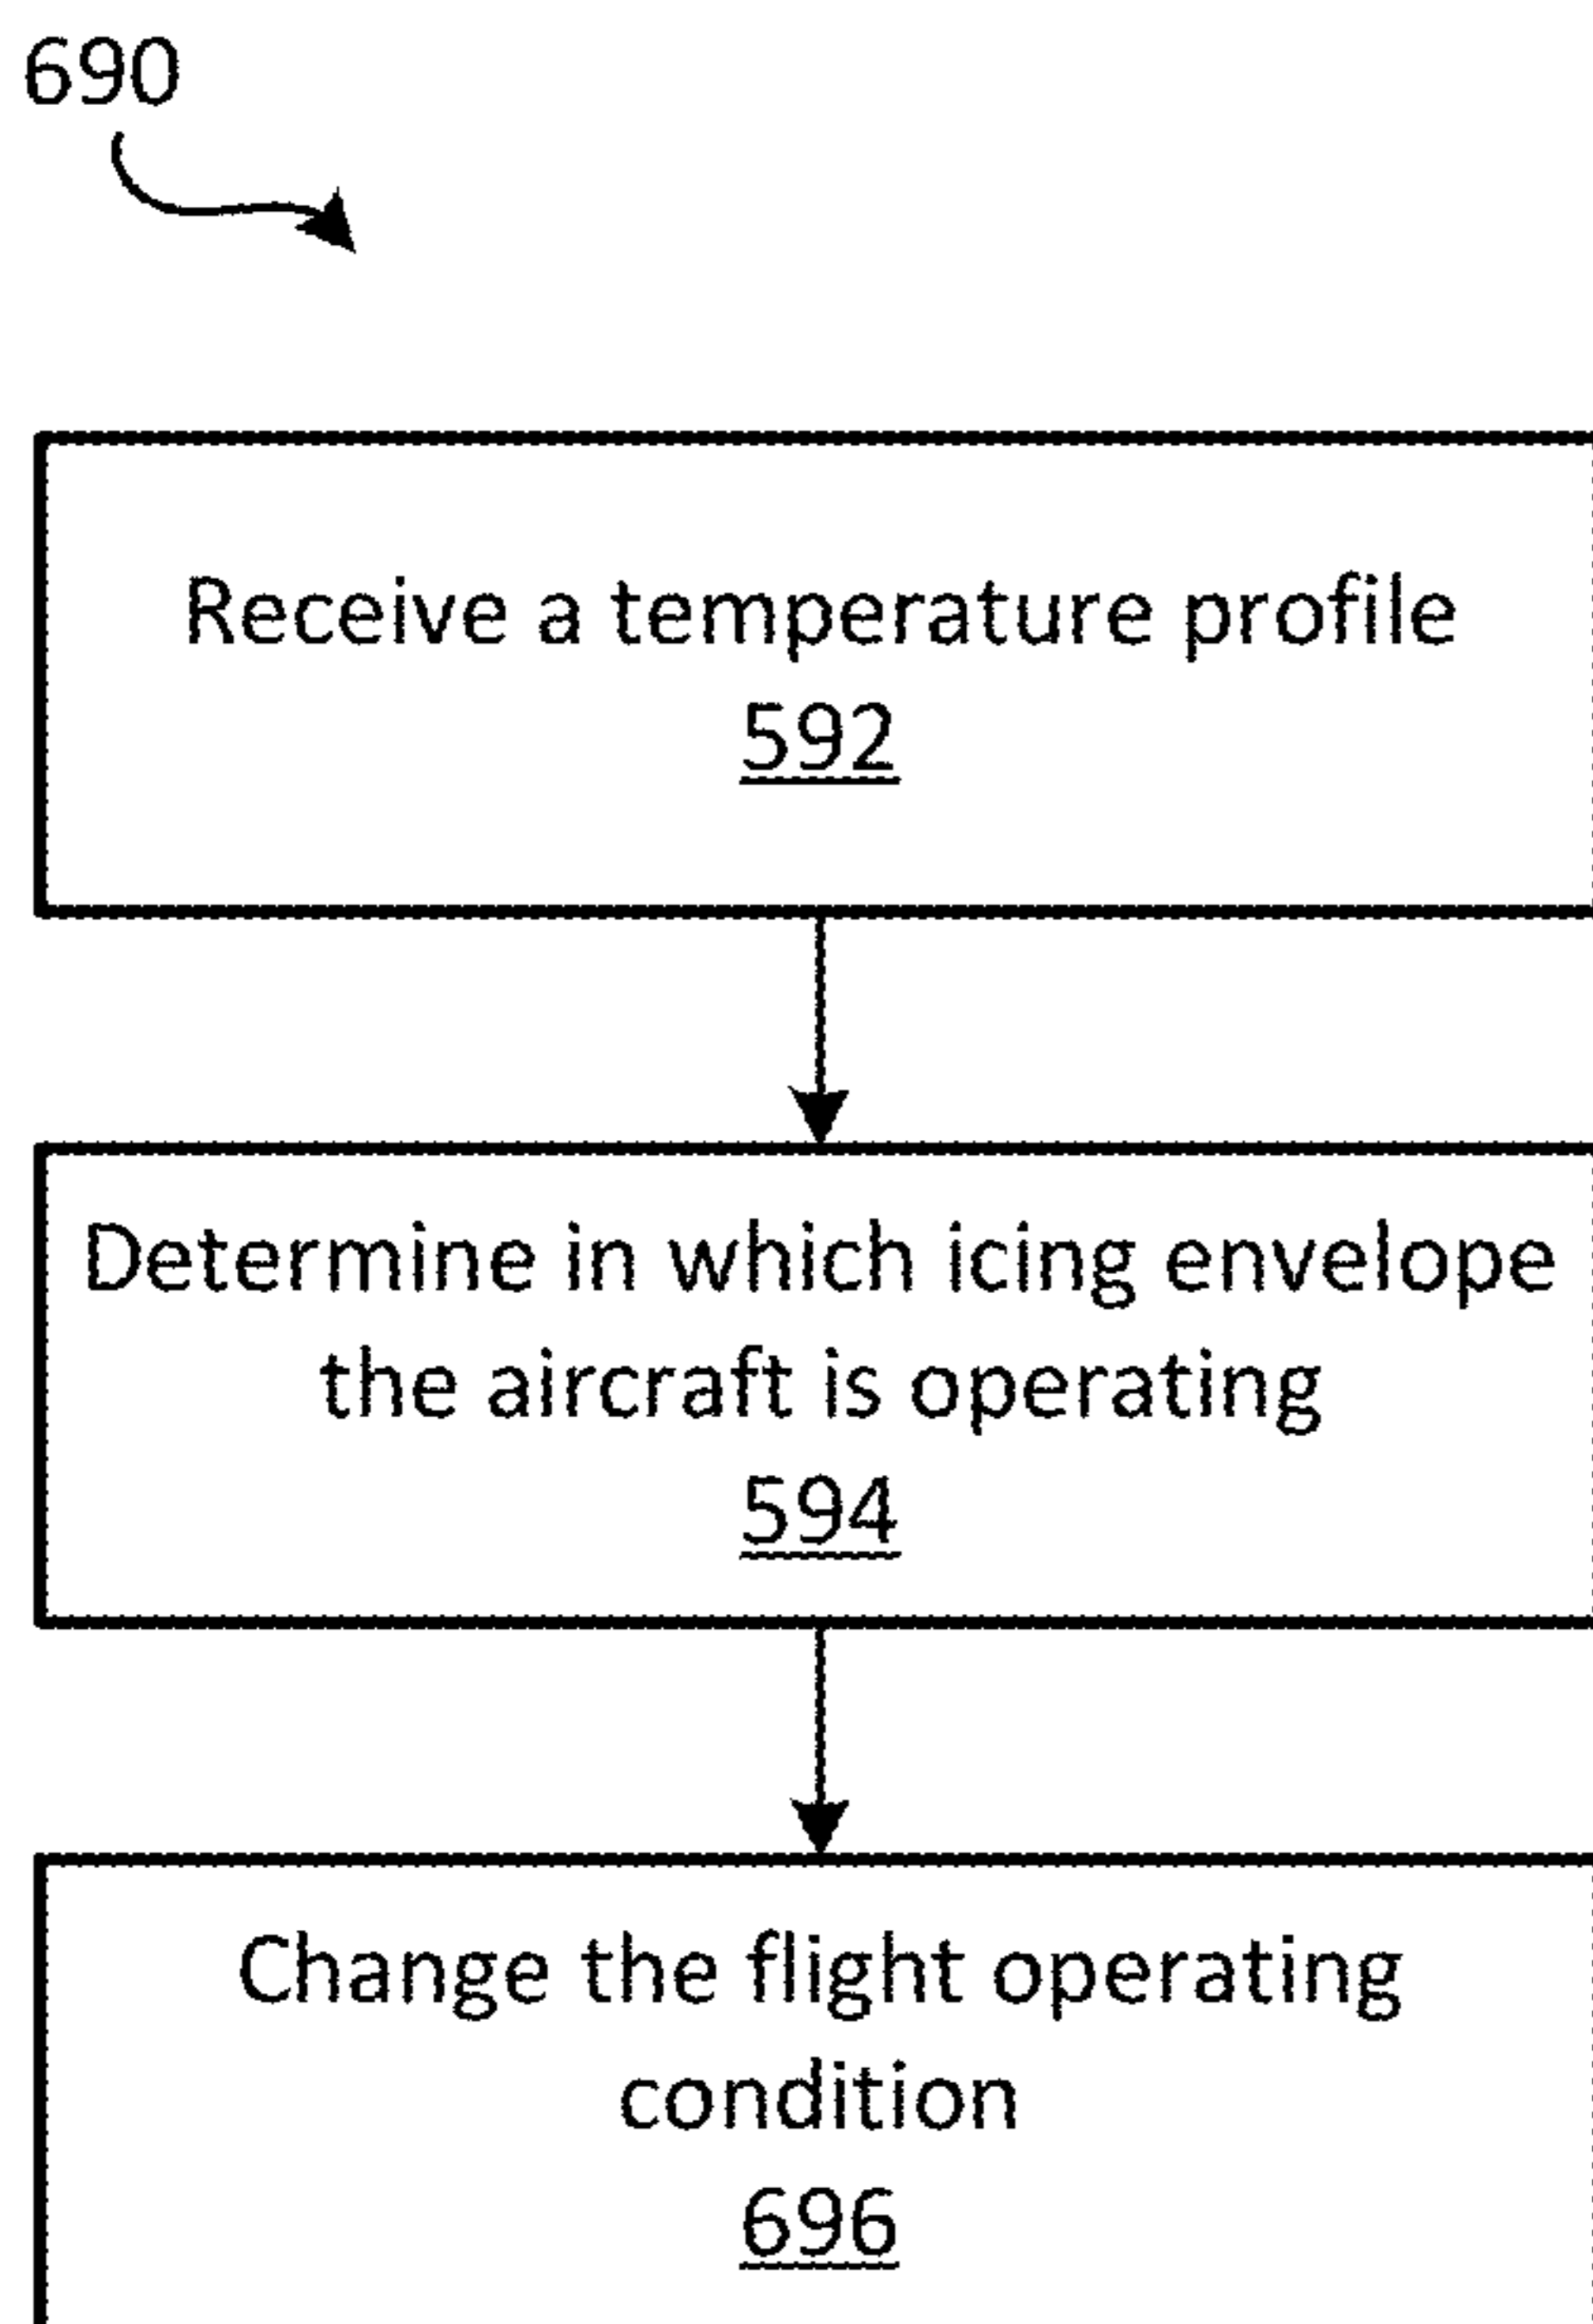 690
Receive a temperature profile
592
Determine in which icing envelope
the aircraft is operating
594
Change the flight operating
condition
696